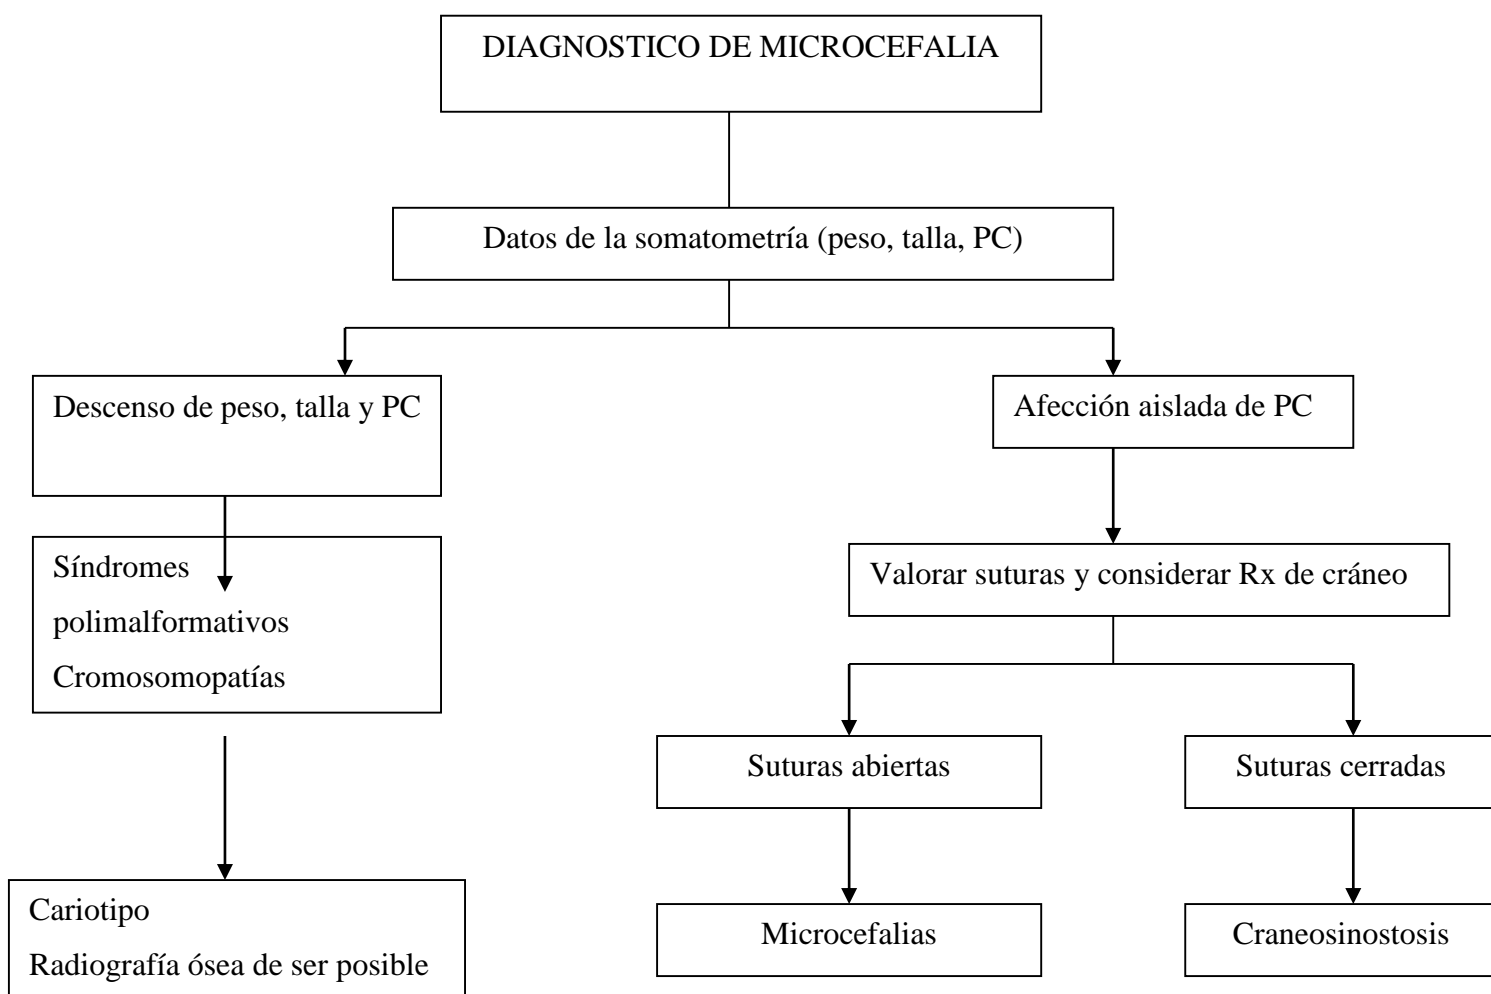 DIAGNOSTICO DE MICROCEFALIA
Datos de la somatometría (peso, talla, PC)
Descenso de peso, talla y PC
Afección aislada de PC
Síndromes
polimalformativos
Cromosomopatías
Valorar suturas y considerar Rx de cráneo
Suturas abiertas
Suturas cerradas
Cariotipo
Radiografía ósea de ser posible
Microcefalias
Craneosinostosis